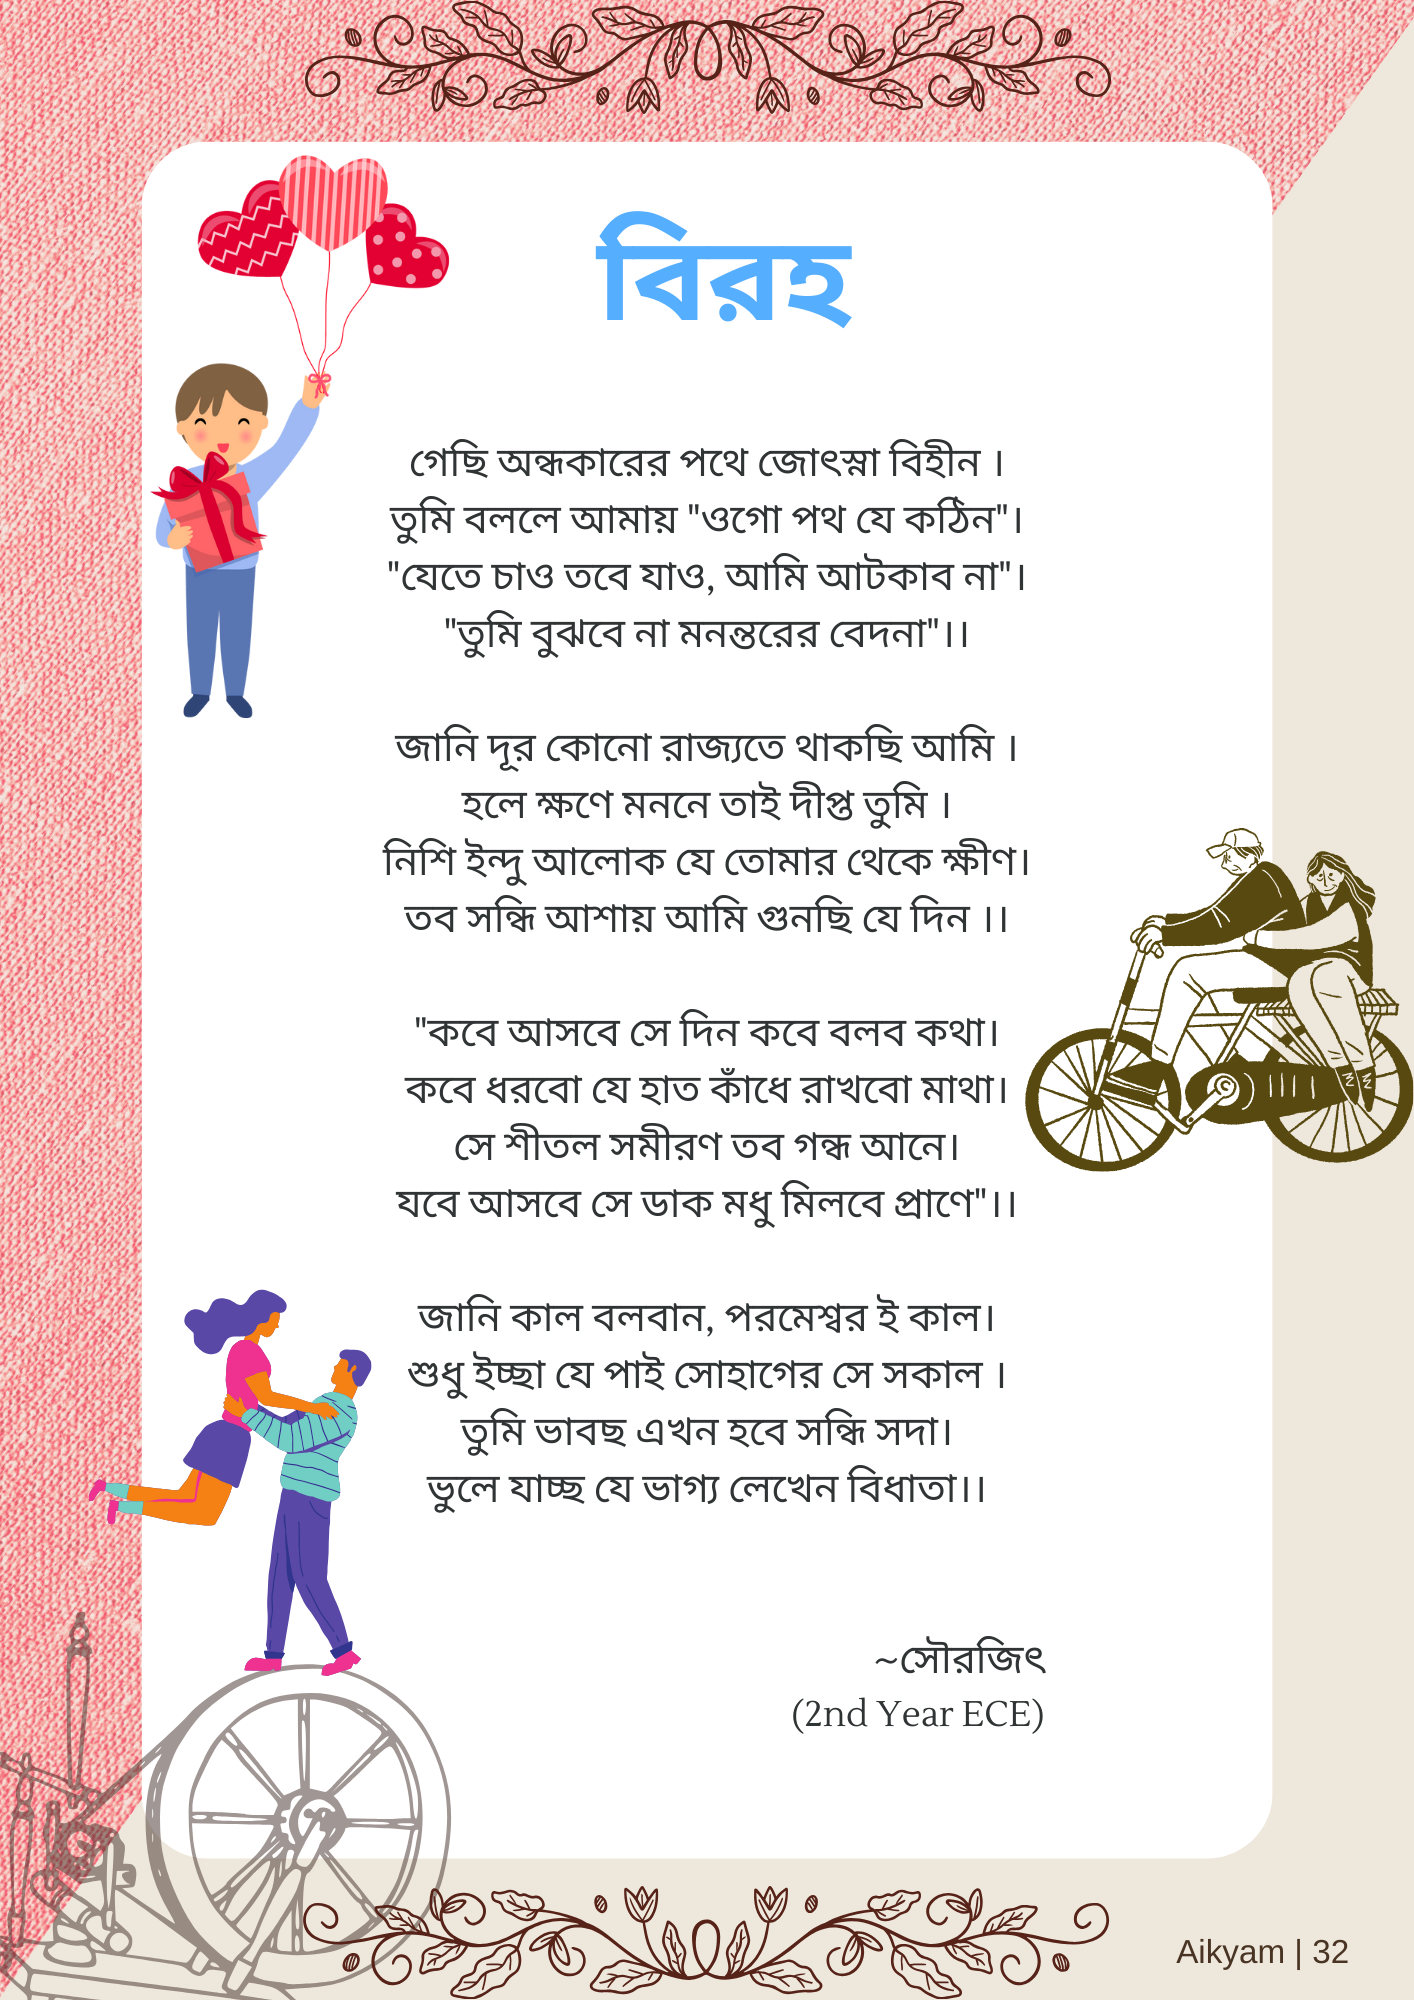 বিরহ
গেছি অন্ধকারের পথে জোৎস্না বিহীন ।
তুমি বললে আমায় "ওগো পথ যে কঠিন"।
"যেতে চাও তবে যাও, আমি আটকাব না"।
"তুমি বুঝবে না মনন্তরের বেদনা"।।
জানি দূর কোনো রাজ্যতে থাকছি আমি ।
হলে ক্ষণে মননে তাই দীপ্ত তুমি ।
নিশি ইন্দু আলোক যে তোমার থেকে ক্ষীণ।
তব সন্ধি আশায় আমি গুনছি যে দিন ।।
"কবে আসবে সে দিন কবে বলব কথা।
কবে ধরবো যে হাত কাঁধে রাখবো মাথা।
সে শীতল সমীরণ তব গন্ধ আনে।
যবে আসবে সে ডাক মধু মিলবে প্রাণে"।।
জানি কাল বলবান, পরমেশ্বর ই কাল।
শুধু ইচ্ছা যে পাই সোহাগের সে সকাল ।
তুমি ভাবছ এখন হবে সন্ধি সদা।
ভুলে যাচ্ছ যে ভাগ্য লেখেন বিধাতা।।
~সৌরজিৎ
(2nd Year ECE)
Aikyam | 32